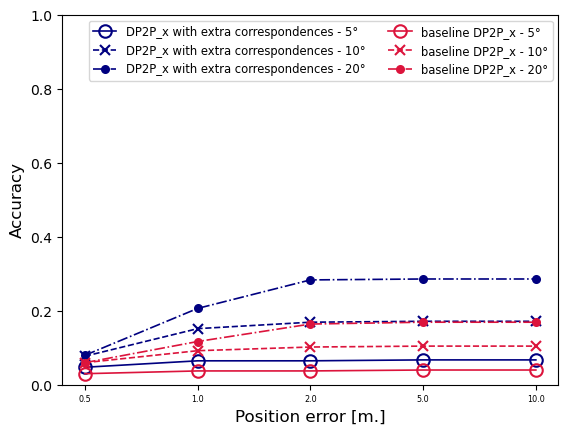 1.0
0.8
0.6
0.4
0.2
0.0
Accuracy
DP2P_x with extra correspondences - 5°
DP2P_x with extra correspondences - 10°
DP2P_x with extra correspondences - 20°
baseline DP2P_x - 5°
baseline DP2P_x - 10°
baseline DP2P_x - 20°
0.5 1.0 2.0 5.0 10.0
Position error [m.]